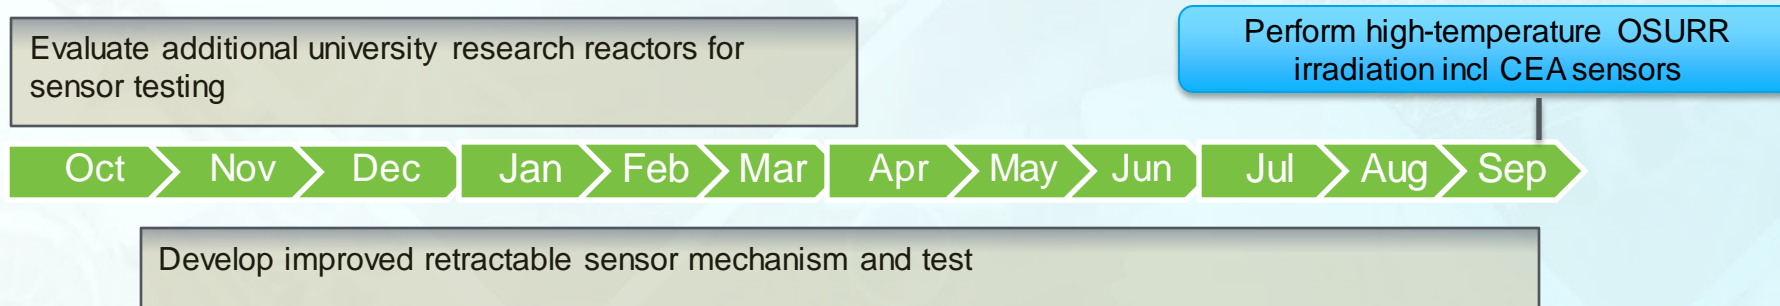 Evaluate additional university research reactors for
sensor testing
Perform high-temperature OSURR
irradiation incl CEA sensors
Oct Nov Dec Jan Feb Mar Apr May Jun Jul Aug Sep
Develop improved retractable sensor mechanism and test